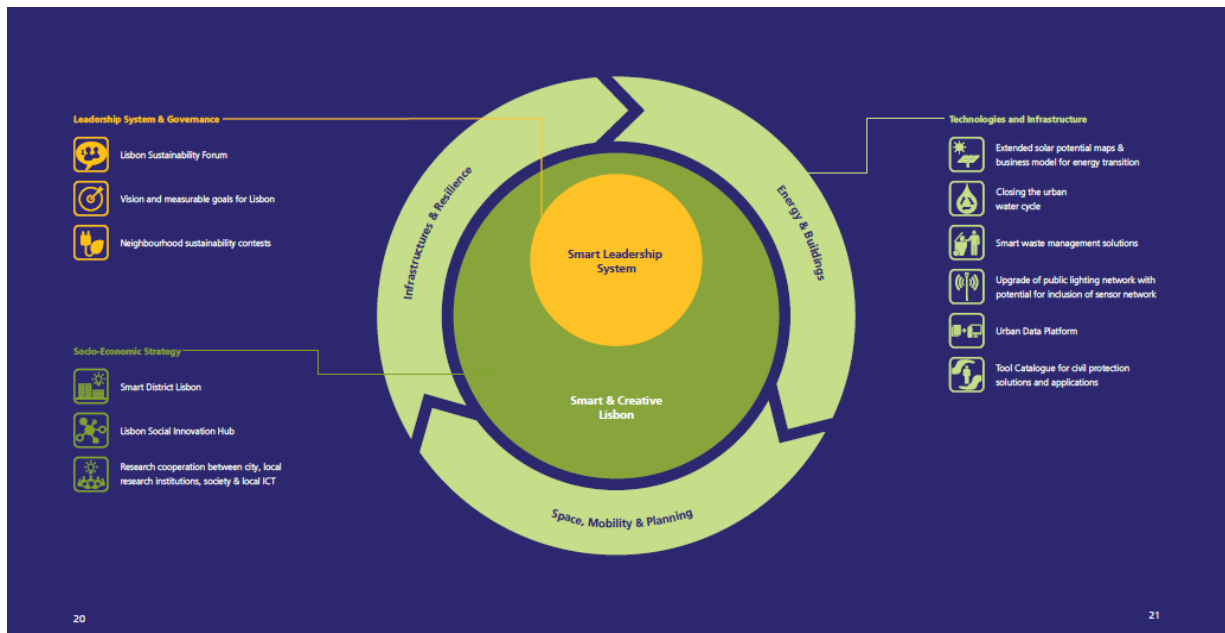 Leadership System & Governance
Lisbon Sustainability Forum
Vision and measurable goals for Lisbon
Neighbourhood sustainability contests
Socio-Economic Strategy
Smart District Lisbon
Lisbon Social Innovation Hub
Research cooperation between city, local
research institutions, society & local ICT
Infrastructures & Resilience
Energy & Buildings
Smart Leadership
System
Smart & Creative
Lisbon
Space, Mobility & Planning
Technologies and Infrastructure
Extended solar potential maps &
business model for energy transition
Closing the urban
water cycle
Smart waste management solutions
Upgrade of public lighting network with
potential for inclusion of sensor network
Urban Data Platform
Tool Catalogue for civil protection
solutions and applications
20
21